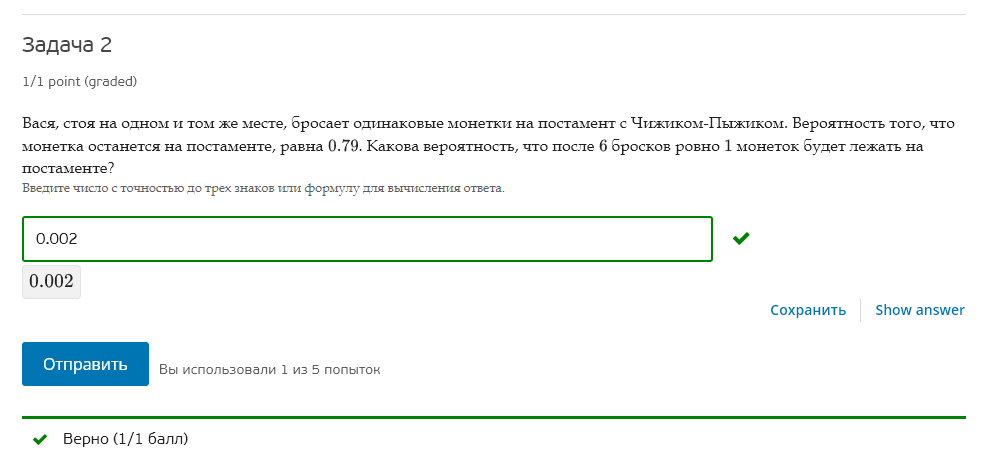 Задача 2
1/1 point (graded)
Вася, стоя на одном и том же месте, бросает одинаковые монетки на постамент с Чижиком-Пыжиком. Вероятность того, что
монетка останется на постаменте, равна 0.79. Какова вероятность, что после 6 бросков ровно 1 монеток будет лежать на
постаменте?
Введите число с точностью до трех знаков или формулу для вычисления ответа.
0.002
0.002
Сохранить Show answer
Отправить Вы использовали 1 из 5 попыток
Верно (1/1 балл)